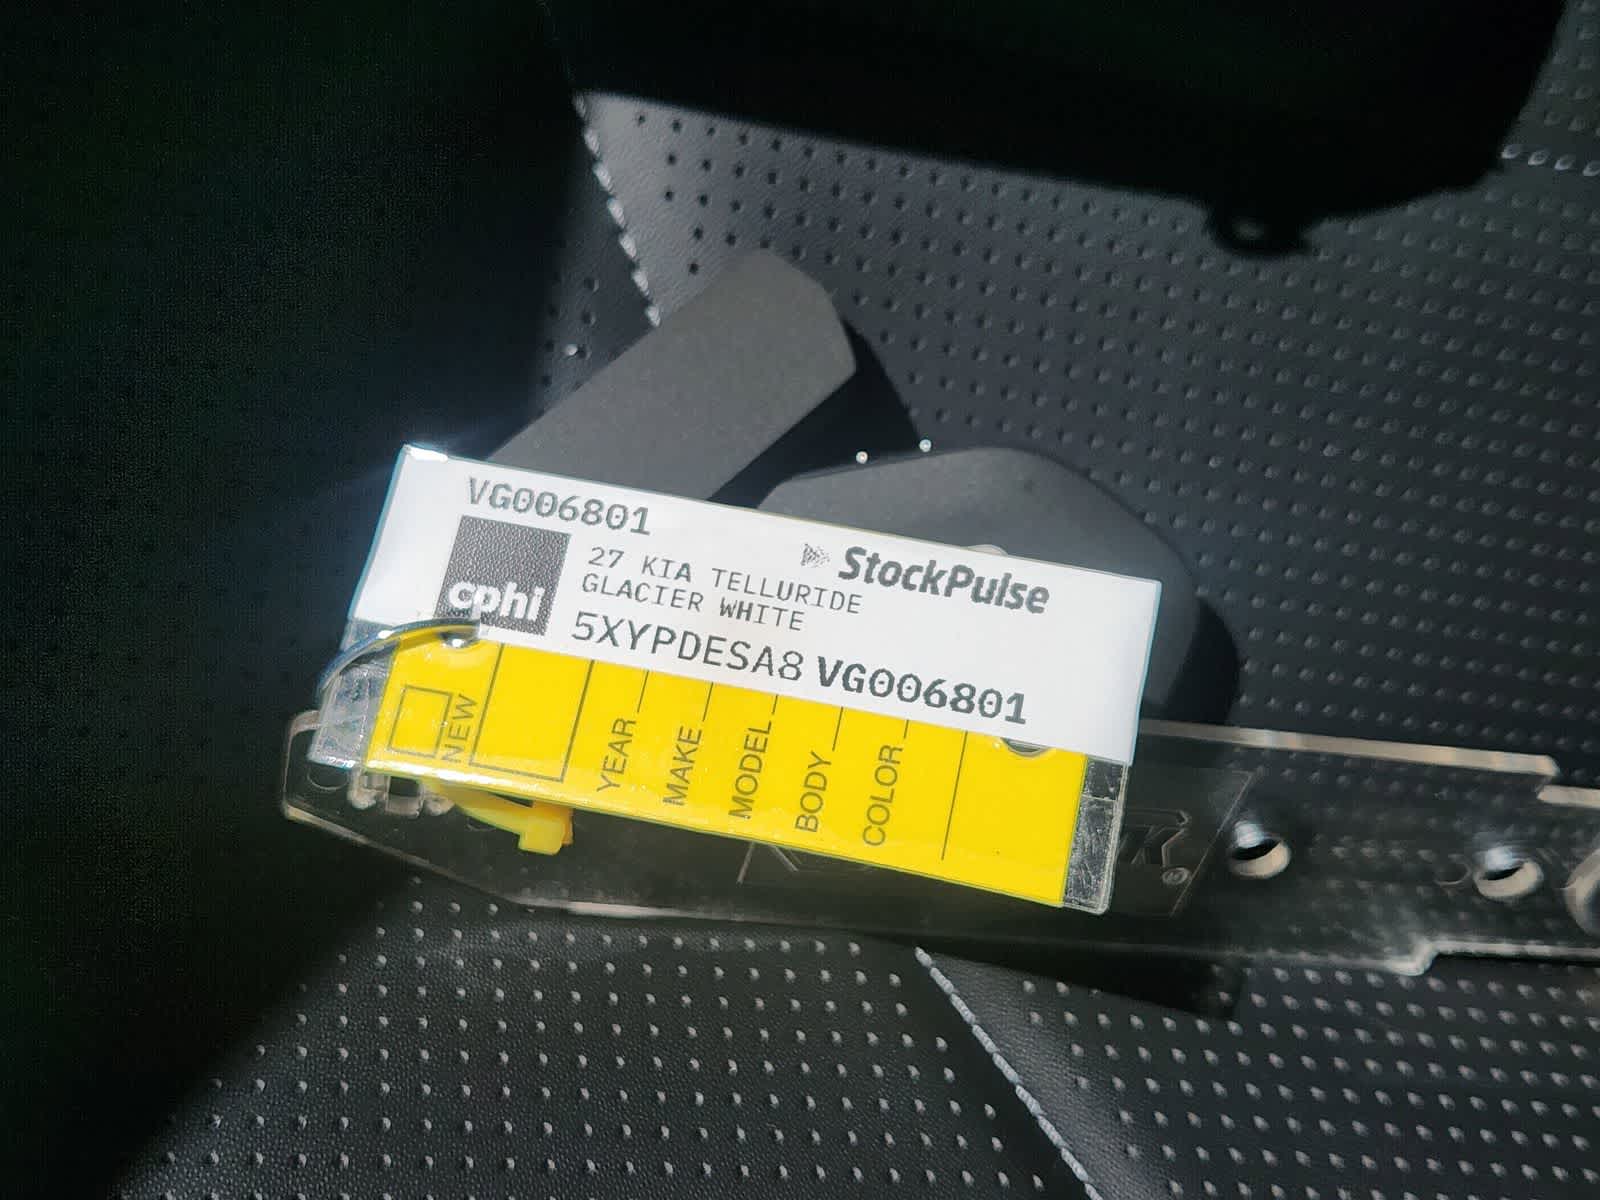 VG006801
StockPulse
cphi
27 KIA TELLURIDE
GLACIER WHITE
5XYPDESA8 VG006801
NEW
YEAR
MAKE
MODEL
BODY
COLOR